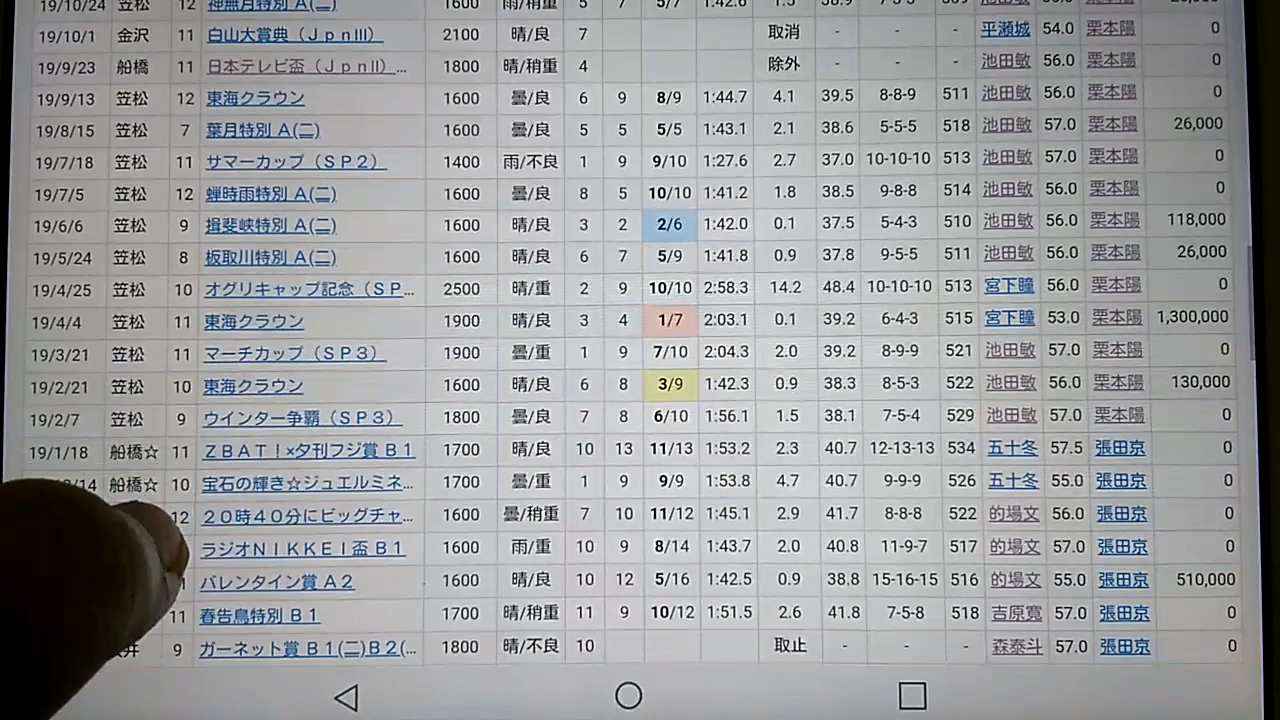 19/10/24 笠松 12 神無月特別 A(二) 1600 雨/稍重 5 7 5/7 1:42.6
19/10/1 金沢 11 白山大賞典（ＪｐｎⅢ） 2100 晴/良 7 取消 - - - 平瀬城 54.0 栗本陽 0
19/9/23 船橋 11 日本テレビ盃（ＪｐｎⅡ）... 1800 晴/稍重 4 除外 - - - 池田敏 56.0 栗本陽 0
19/9/13 笠松 12 東海クラウン 1600 曇/良 6 9 8/9 1:44.7 4.1 39.5 8-8-9 511 池田敏 56.0 栗本陽 0
19/8/15 笠松 7 葉月特別 A(二) 1600 曇/良 5 5 5/5 1:43.1 2.1 38.6 5-5-5 518 池田敏 57.0 栗本陽 26,000
19/7/18 笠松 11 サマーカップ（ＳＰ２） 1400 雨/不良 1 9 9/10 1:27.6 2.7 37.0 10-10-10 513 池田敏 57.0 栗本陽 0
19/7/5 笠松 12 蝉時雨特別 A(二) 1600 曇/良 8 5 10/10 1:41.2 1.8 38.5 9-8-8 514 池田敏 56.0 栗本陽 0
19/6/6 笠松 9 揖斐峡特別 A(二) 1600 晴/良 3 2 2/6 1:42.0 0.1 37.5 5-4-3 510 池田敏 56.0 栗本陽 118,000
19/5/24 笠松 8 板取川特別 A(二) 1600 晴/良 6 7 5/9 1:41.8 0.9 37.8 9-5-5 511 池田敏 56.0 栗本陽 26,000
19/4/25 笠松 10 オグリキャップ記念（ＳＰ... 2500 晴/重 2 9 10/10 2:58.3 14.2 48.4 10-10-10 513 宮下瞳 56.0 栗本陽 0
19/4/4 笠松 11 東海クラウン 1900 晴/良 3 4 1/7 2:03.1 0.1 39.2 6-4-3 515 宮下瞳 53.0 栗本陽 1,300,000
19/3/21 笠松 11 マーチカップ（ＳＰ３） 1900 曇/重 1 9 7/10 2:04.3 2.0 39.2 8-9-9 521 池田敏 57.0 栗本陽 0
19/2/21 笠松 10 東海クラウン 1600 晴/良 6 8 3/9 1:42.3 0.9 38.3 8-5-3 522 池田敏 56.0 栗本陽 130,000
19/2/7 笠松 9 ウインター争覇（ＳＰ３） 1800 曇/良 7 8 6/10 1:56.1 1.5 38.1 7-5-4 529 池田敏 57.0 栗本陽 0
19/1/18 船橋☆ 11 ＺＢＡＴ！×夕刊フジ賞 Ｂ１ 1700 晴/良 10 13 11/13 1:53.2 2.3 40.7 12-13-13 534 五十冬 57.5 張田京 0
/14 船橋☆ 10 宝石の輝き☆ジュエルミネ... 1700 曇/重 1 9 9/9 1:53.8 4.7 40.7 9-9-9 526 五十冬 55.0 張田京 0
12 ２０時４０分にビッグチャ... 1600 曇/稍重 7 10 11/12 1:45.1 2.9 41.7 8-8-8 522 的場文 56.0 張田京 0
ラジオＮＩＫＫＥＩ盃 Ｂ１ 1600 雨/重 10 9 8/14 1:43.7 2.0 40.8 11-9-7 517 的場文 57.0 張田京 0
1 バレンタイン賞 Ａ２ 1600 晴/良 10 12 5/16 1:42.5 0.9 38.8 15-16-15 516 的場文 55.0 張田京 510,000
11 春告鳥特別 Ｂ１ 1700 晴/稍重 11 9 10/12 1:51.5 2.6 41.8 7-5-8 518 吉原寛 57.0 張田京 0
井 9 ガーネット賞 Ｂ１(二)Ｂ２(... 1800 晴/不良 10 取止 - - - 森泰斗 57.0 張田京 0